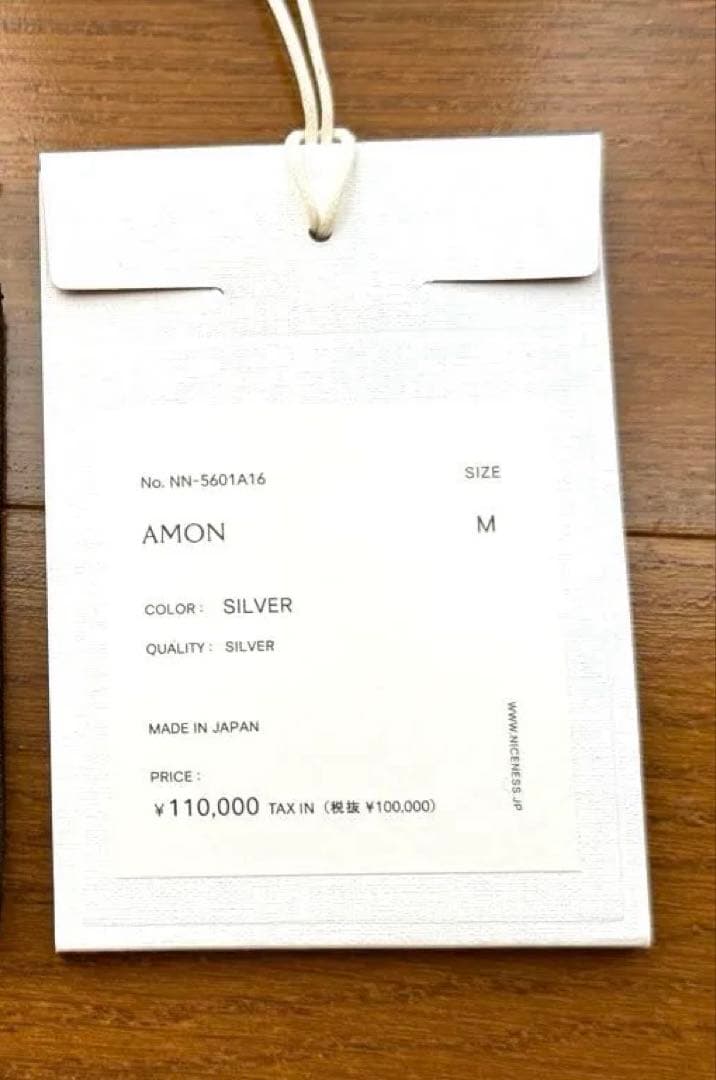 No. NN-5601A16
SIZE
AMON
M
COLOR : SILVER
QUALITY : SILVER
MADE IN JAPAN
PRICE :
¥110,000 TAX IN（税抜 ¥100,000）
WWW.NICENESS.JP